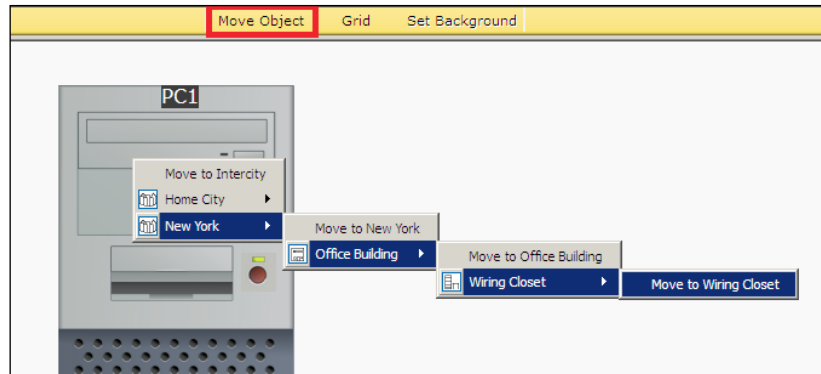 Move Object Grid Set Background
PC1
Move to Intercity
Home City
New York
Move to New York
Office Building
Move to Office Building
Wiring Closet
Move to Wiring Closet